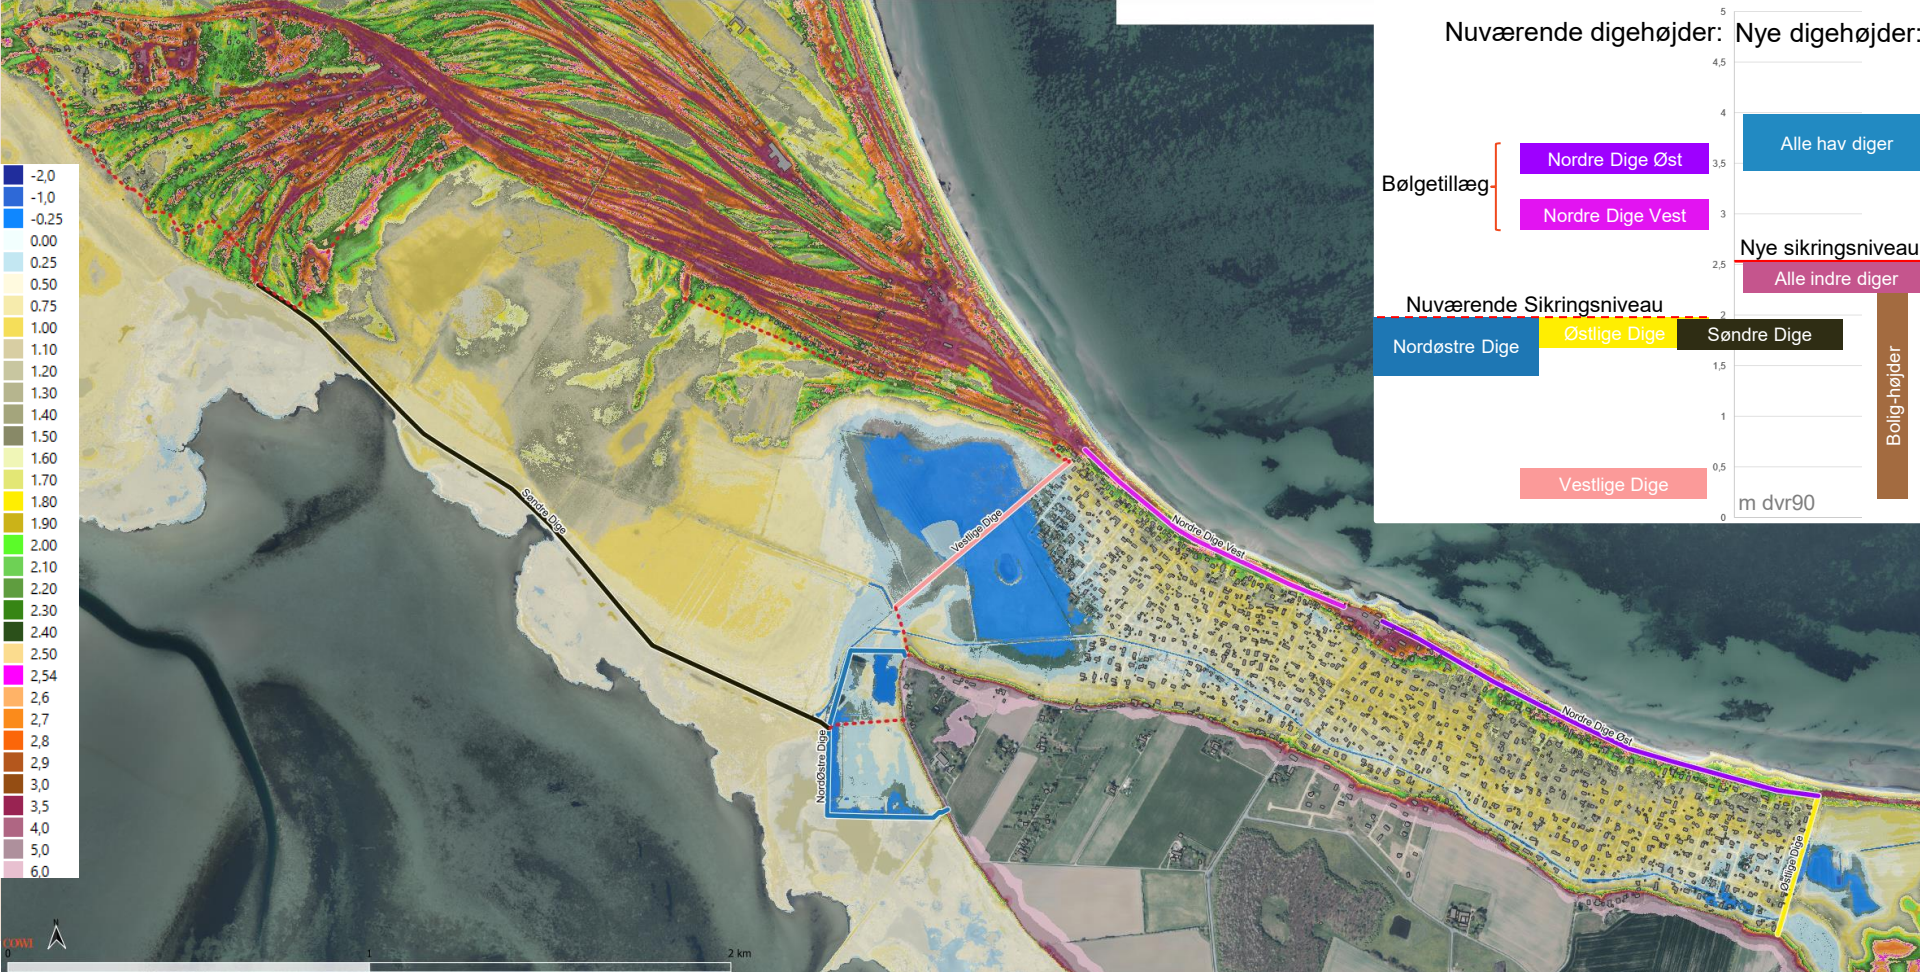 Nuværende digehøjder:
Nye digehøjder:
5
4,5
4
3,5
3
2,5
2
1,5
1
0,5
0
Alle hav diger
Nordre Dige Øst
Bølgetillæg
Nordre Dige Vest
Nye sikringsniveau
Alle indre diger
Nuværende Sikringsniveau
Nordøstre Dige
Østlige Dige
Søndre Dige
Bolig-højder
Vestlige Dige
m dvr90
-2,0
-1,0
-0.25
0.00
0.25
0.50
0.75
1.00
1.10
1.20
1.30
1.40
1.50
1.60
1.70
1.80
1.90
2.00
2.10
2.20
2.30
2.40
2.50
2,54
2,6
2,7
2,8
2,9
3,0
3,5
4,0
5,0
6,0
Søndre Dige
Vestlige Dige
Nordre Dige Vest
Nordre Dige Øst
NordØstre Dige
Østlige Dige
N
COWI
0
1
2 km